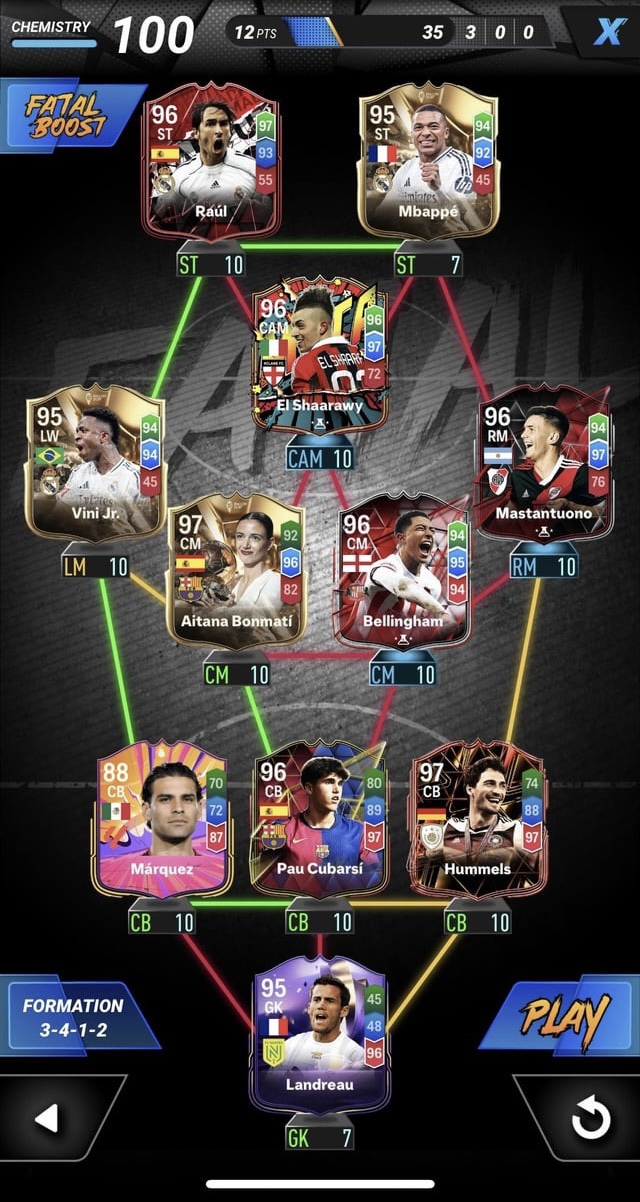 CHEMISTRY 100 12 PTS 35 3 0 0 X
FATAL
BOOST
96
ST
97
93
55
Raúl
ST 10
95
ST
94
92
45
Mbappé
ST 7
96
CAM
96
97
72
EL SHAARAWY
El Shaarawy
CAM 10
95
LW
94
94
45
Vini Jr.
LM 10
96
RM
94
97
76
Mastantuono
RM 10
97
CM
92
96
82
Aitana Bonmatí
CM 10
96
CM
94
95
94
Bellingham
CM 10
88
CB
70
72
87
Márquez
CB 10
96
CB
80
89
97
Pau Cubarsí
CB 10
97
CB
74
88
97
Hummels
CB 10
95
GK
45
48
96
Landreau
GK 7
FORMATION
3-4-1-2
PLAY